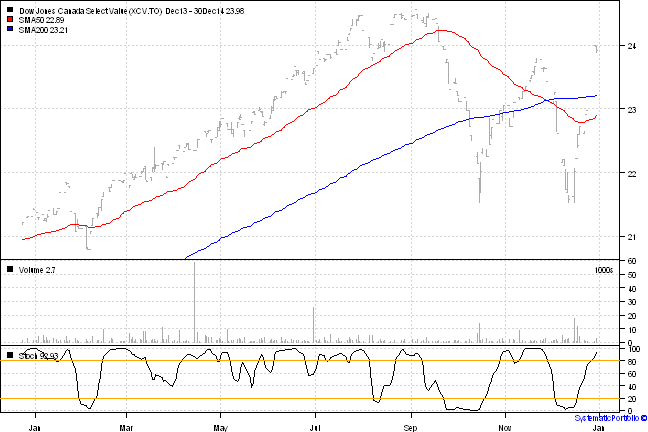 Dow Jones Canada Select Value (XCV.TO) Dec13 - 30Dec14 23.98
SMA50 22.89
SMA200 23.21
24
23
22
21
Volume 2.7
1000s
60
50
40
30
20
10
0
Stoch 92.93
100
80
60
40
20
0
SystematicPortfolio ©
Jan
Mar
May
Jul
Sep
Nov
Jan